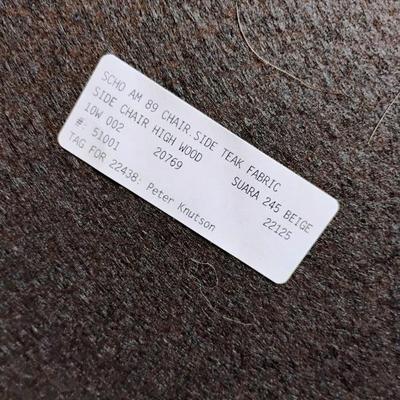 SCHO AM 89 CHAIR.SIDE TEAK FABRIC
SIDE CHAIR HIGH WOOD SUARA 245 BEIGE
10W 002 20769 22125
#. 51001
TAG FOR 22438: Peter Knutson